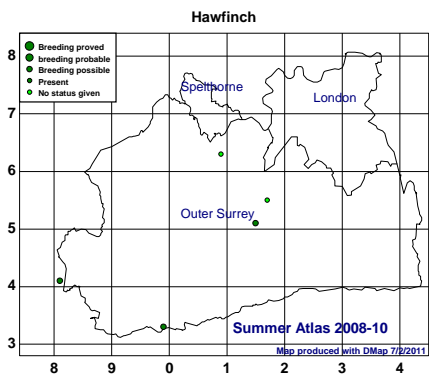 Hawfinch
Breeding proved
breeding probable
Breeding possible
Present
No status given
8
7
6
5
4
3
Spelthorne
London
Outer Surrey
Summer Atlas 2008-10
Map produced with DMap 7/2/2011
8 9 0 1 2 3 4